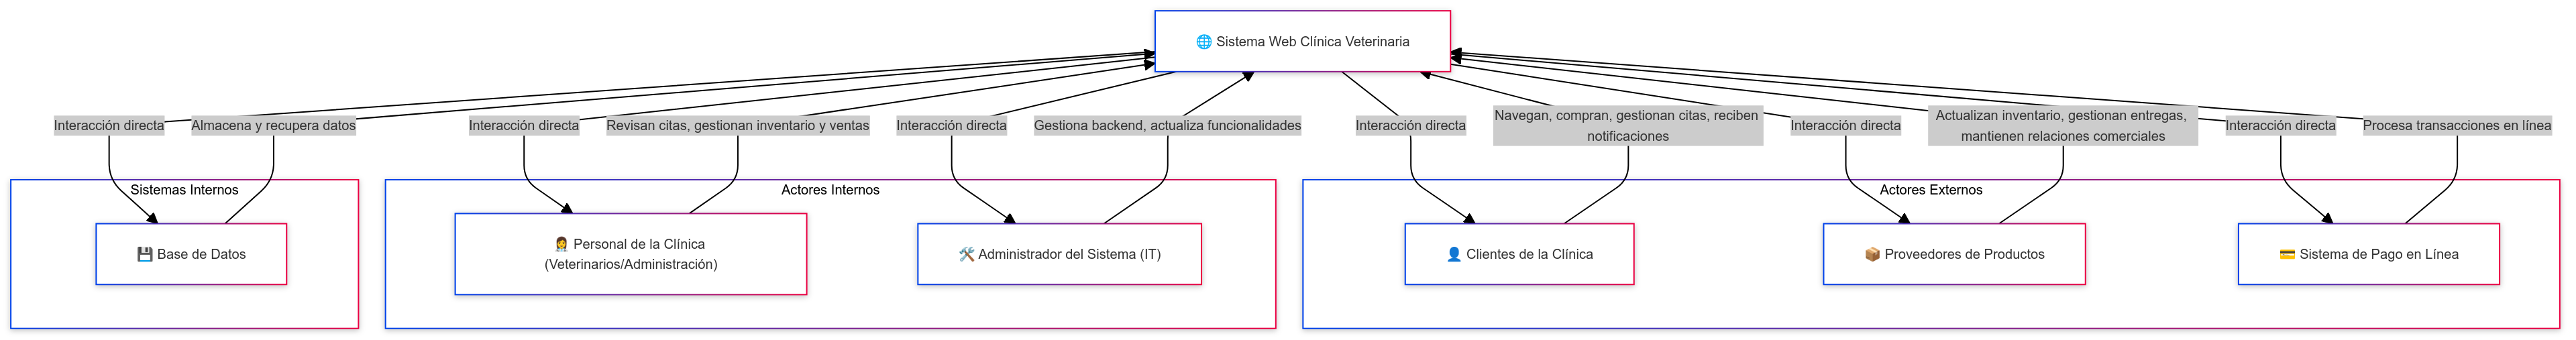 🌐 Sistema Web Clínica Veterinaria
Interacción directa
Almacena y recupera datos
Interacción directa
Revisan citas, gestionan inventario y ventas
Interacción directa
Gestiona backend, actualiza funcionalidades
Interacción directa
Navegan, compran, gestionan citas, reciben
notificaciones
Interacción directa
Actualizan inventario, gestionan entregas,
mantienen relaciones comerciales
Interacción directa
Procesa transacciones en línea
Sistemas Internos
Actores Internos
Actores Externos
💾 Base de Datos
👩‍⚕️ Personal de la Clínica
(Veterinarios/Administración)
🛠️ Administrador del Sistema (IT)
👤 Clientes de la Clínica
📦 Proveedores de Productos
💳 Sistema de Pago en Línea